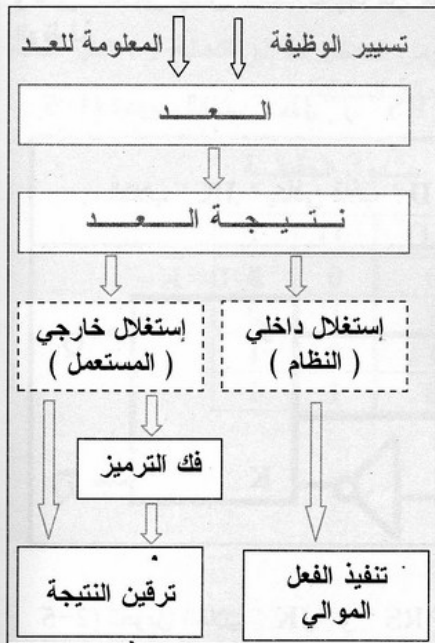 تسيير الوظيفة
المعلومة للعد
العد
نتيجة العد
إستغلال داخلي
( النظام )
إستغلال خارجي
( المستعمل )
فك الترميز
تنفيذ الفعل
الموالي
ترقين النتيجة